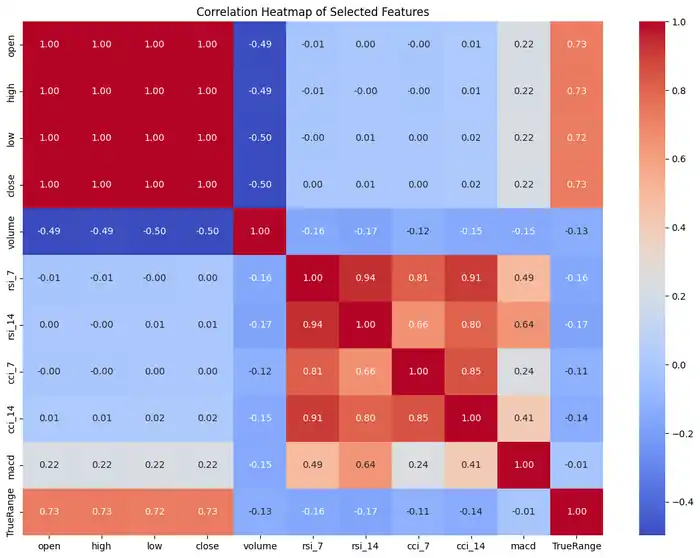 Correlation Heatmap of Selected Features
open 1.00 1.00 1.00 1.00 -0.49 -0.01 0.00 -0.00 0.01 0.22 0.73
high 1.00 1.00 1.00 1.00 -0.49 -0.01 -0.00 -0.00 0.01 0.22 0.73
low 1.00 1.00 1.00 1.00 -0.50 -0.00 0.01 0.00 0.02 0.22 0.72
close 1.00 1.00 1.00 1.00 -0.50 0.00 0.01 0.00 0.02 0.22 0.73
volume -0.49 -0.49 -0.50 -0.50 1.00 -0.16 -0.17 -0.12 -0.15 -0.15 -0.13
rsi_7 -0.01 -0.01 -0.00 0.00 -0.16 1.00 0.94 0.81 0.91 0.49 -0.16
rsi_14 0.00 -0.00 0.01 0.01 -0.17 0.94 1.00 0.66 0.80 0.64 -0.17
cci_7 -0.00 -0.00 0.00 0.00 -0.12 0.81 0.66 1.00 0.85 0.24 -0.11
cci_14 0.01 0.01 0.02 0.02 -0.15 0.91 0.80 0.85 1.00 0.41 -0.14
macd 0.22 0.22 0.22 0.22 -0.15 0.49 0.64 0.24 0.41 1.00 -0.01
TrueRange 0.73 0.73 0.72 0.73 -0.13 -0.16 -0.17 -0.11 -0.14 -0.01 1.00
open high low close volume rsi_7 rsi_14 cci_7 cci_14 macd TrueRange
1.0
0.8
0.6
0.4
0.2
0.0
-0.2
-0.4